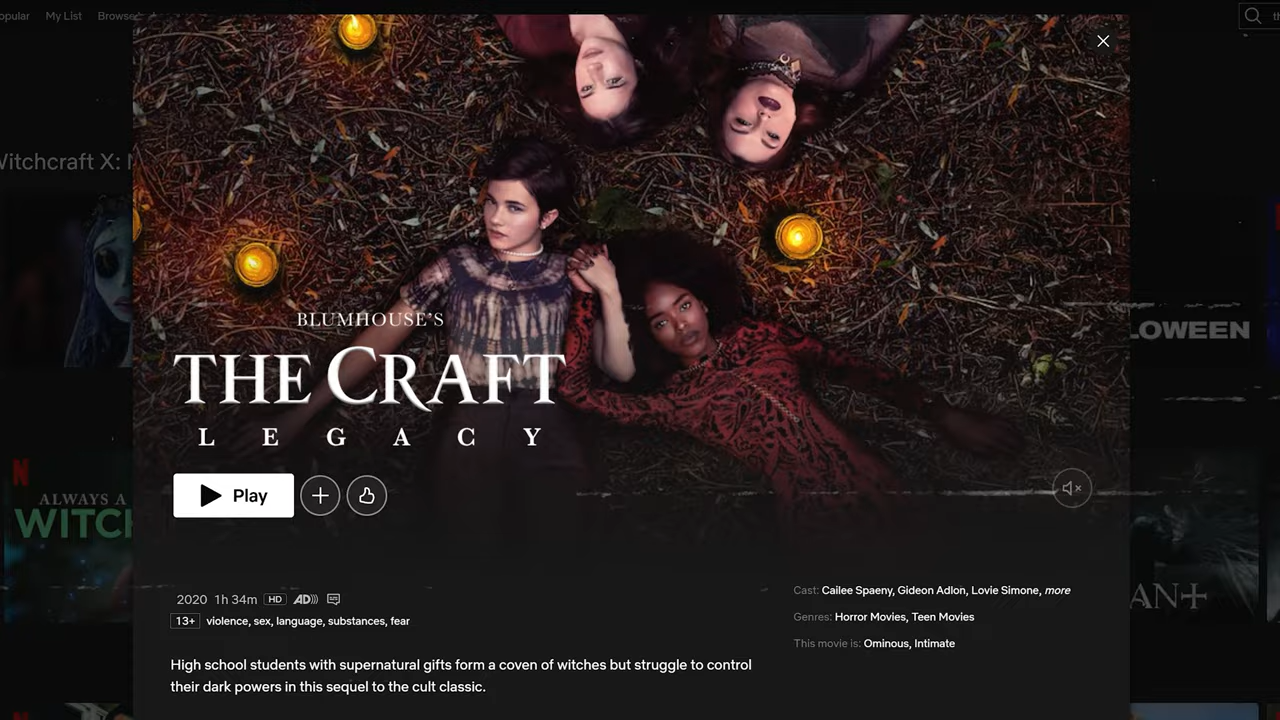 opular My List Browse
Witchcraft X:
BLUMHOUSE'S
THE CRAFT
LEGACY
LOWEEN
ALWAYS A
WITCH
ANT
Play
2020 1h 34m HD AD
13+ violence, sex, language, substances, fear
High school students with supernatural gifts form a coven of witches but struggle to control
their dark powers in this sequel to the cult classic.
Cast: Cailee Spaeny, Gideon Adlon, Lovie Simone, more
Genres: Horror Movies, Teen Movies
This movie is: Ominous, Intimate